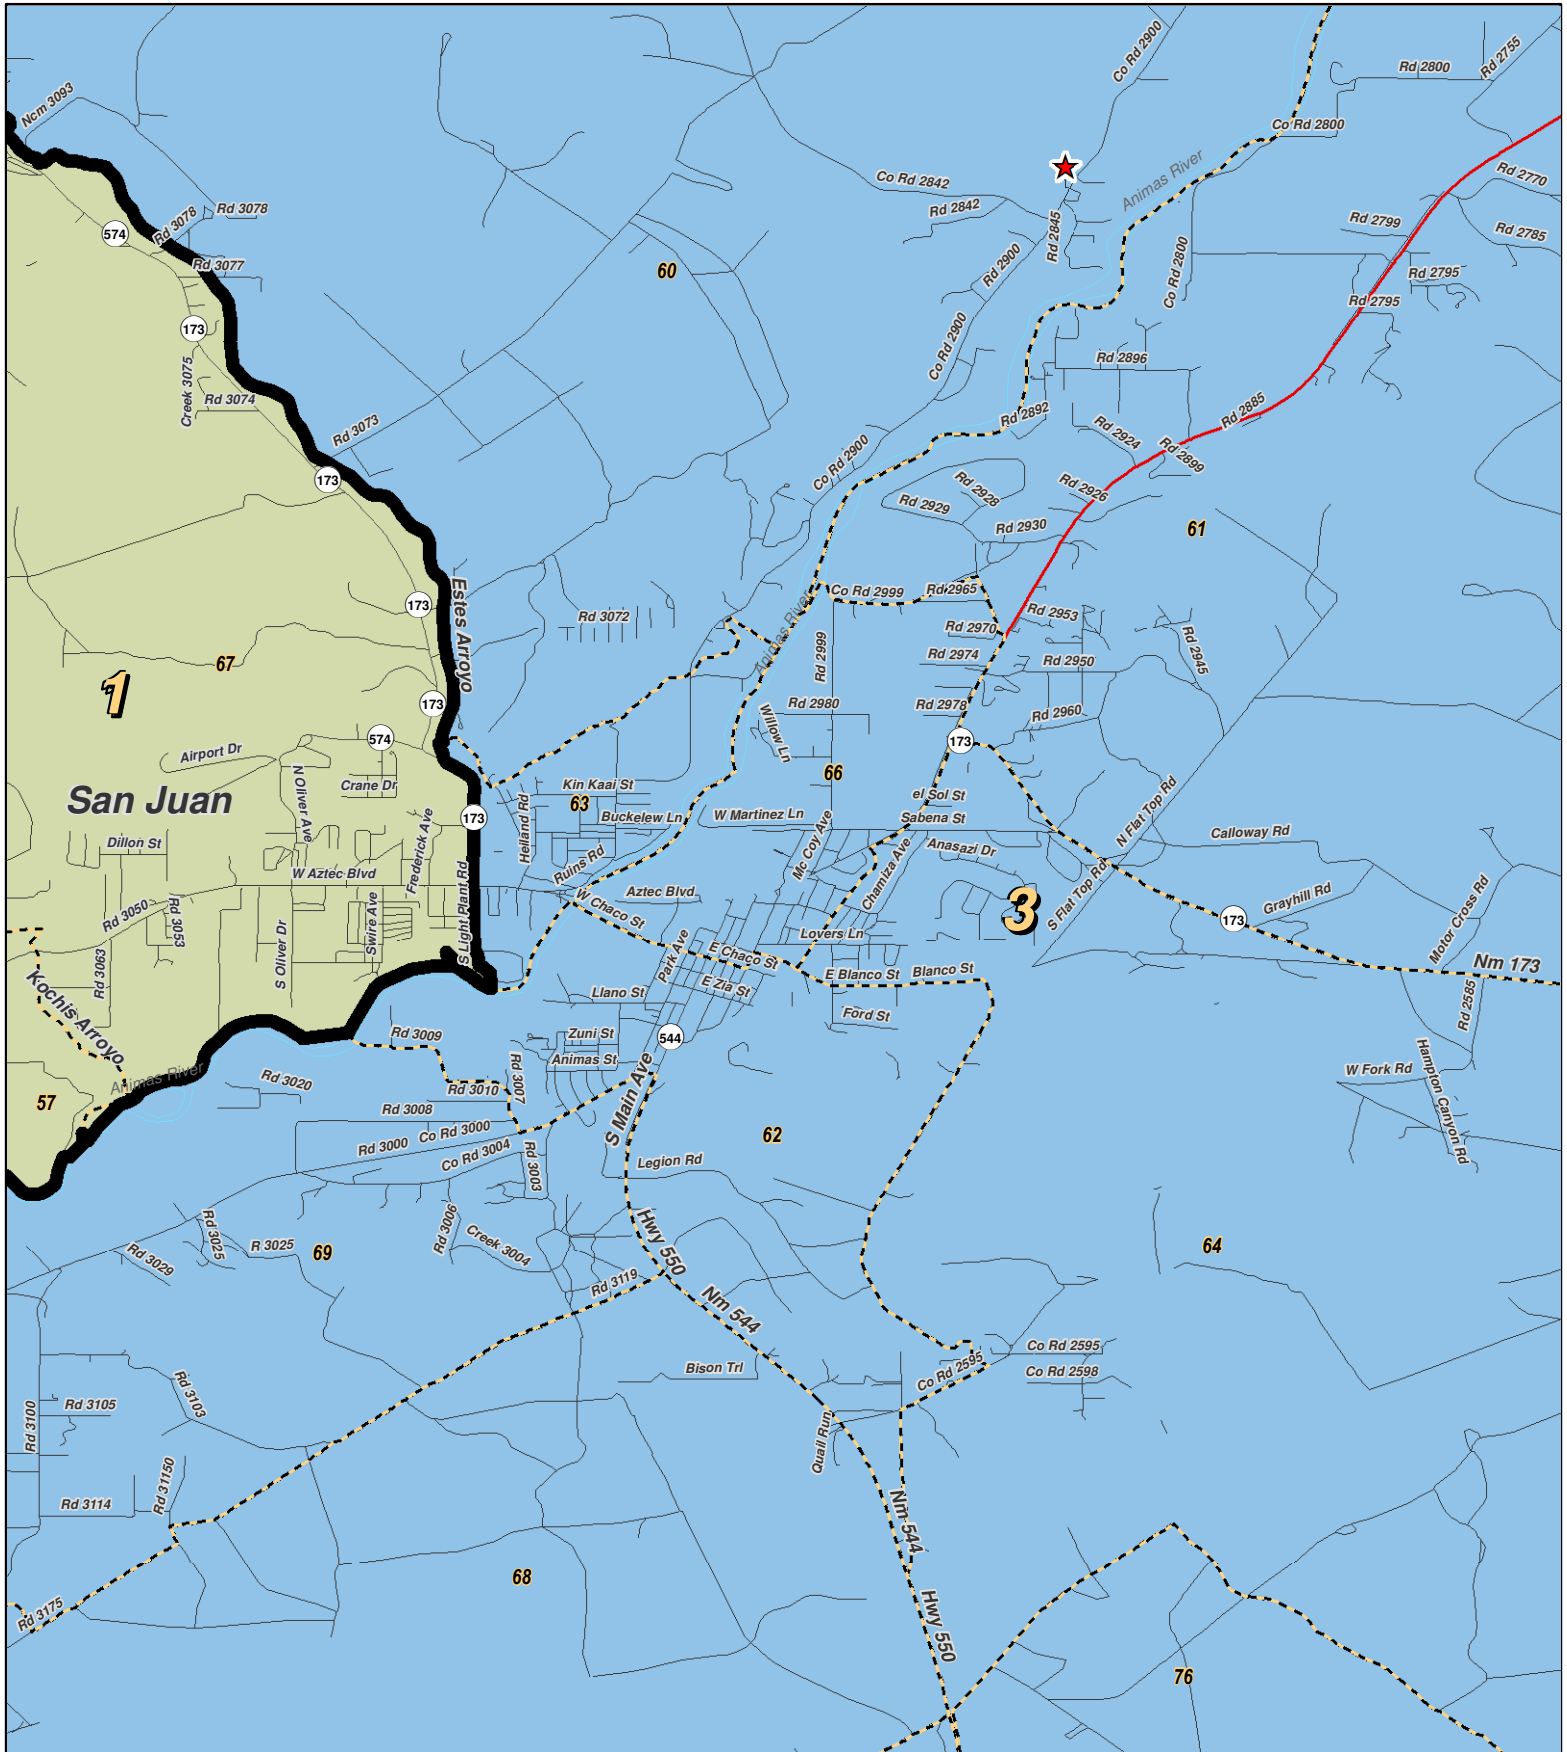 Co Rd 2900
Rd 2755
Rd 2800
Ncm 3093
Co Rd 2800
Animas River
Rd 2770
Co Rd 2842
Rd 2842
Rd 3078
Rd 3078
574
Rd 2845
Rd 2799
Rd 2785
Rd 3077
60
Rd 2900
Co Rd 2800
Rd 2795
Rd 2795
173
Co Rd 2900
Rd 2896
Creek 3075
Rd 3074
Rd 3073
Rd 2892
Rd 2885
Rd 2924
Rd 2899
Co Rd 2900
173
Rd 2926
Rd 2928
Rd 2929
Rd 2930
61
Estes Arroyo
173
Rd 3072
Animas River
Co Rd 2999
Rd 2965
Rd 2953
Rd 2970
Rd 2974
Rd 2950
Rd 2945
Rd 2999
67
1
173
Rd 2980
Rd 2978
Rd 2960
Willow Ln
574
173
Airport Dr
N Oliver Ave
Crane Dr
San Juan
Kin Kaai St
63
66
el Sol St
N Flat Top Rd
173
Heiland Rd
Buckelew Ln
W Martinez Ln
Sabena St
Calloway Rd
Dillon St
Frederick Ave
Mc Coy Ave
Anasazi Dr
W Aztec Blvd
Ruins Rd
Aztec Blvd
Chamiza Ave
S Flat Top Rd
3
Grayhill Rd
Motor Cross Rd
173
Rd 3050
Rd 3053
Swire Ave
S Light Plant Rd
W Chaco St
Lovers Ln
Park Ave
E Chaco St
S Oliver Dr
Rd 3063
E Blanco St
Blanco St
Nm 173
Kochis Arroyo
E Zia St
Llano St
Ford St
Rd 2585
Rd 3009
Zuni St
544
Animas St
Animas River
Rd 3020
Rd 3010
Rd 3007
W Fork Rd
Hampton Canyon Rd
57
Rd 3008
S Main Ave
62
Rd 3000
Co Rd 3000
Co Rd 3004
Rd 3003
Legion Rd
Rd 3025
R 3025
69
Rd 3006
Creek 3004
Hwy 550
64
Rd 3029
Rd 3119
Nm 544
Co Rd 2595
Co Rd 2595
Co Rd 2598
Bison Trl
Rd 3103
Rd 3105
Rd 3100
Quail Run
Rd 31150
Rd 3114
Nm 544
68
Rd 3175
Hwy 550
76